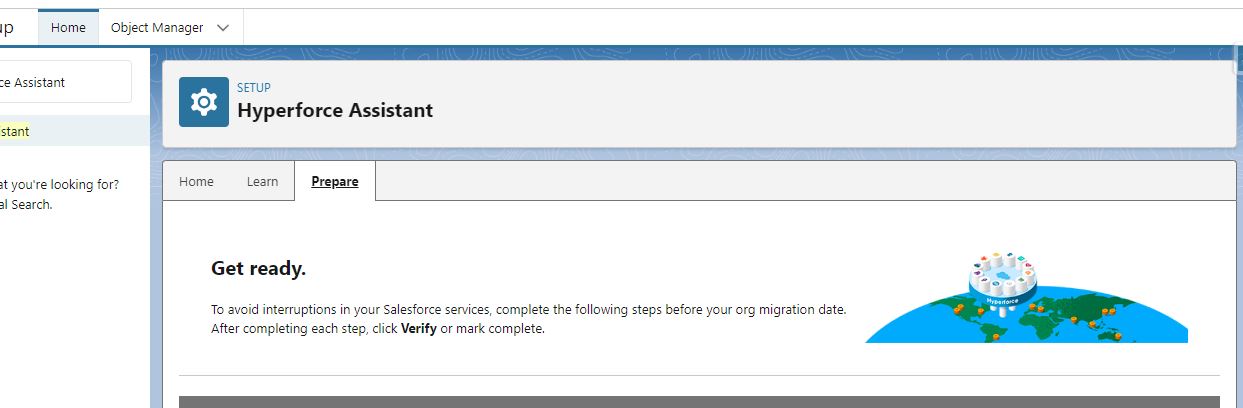 up
Home
Object Manager
ce Assistant
SETUP
Hyperforce Assistant
stant
Home
Learn
Prepare
at you're looking for?
al Search.
Get ready.
To avoid interruptions in your Salesforce services, complete the following steps before your org migration date.
After completing each step, click Verify or mark complete.
Hyperforce